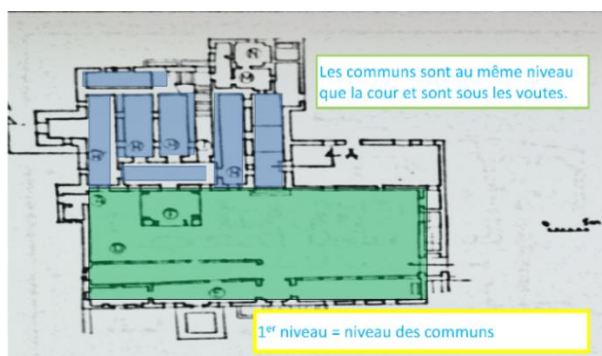 Les communs sont au même niveau
que la cour et sont sous les voutes.
1er niveau = niveau des communs